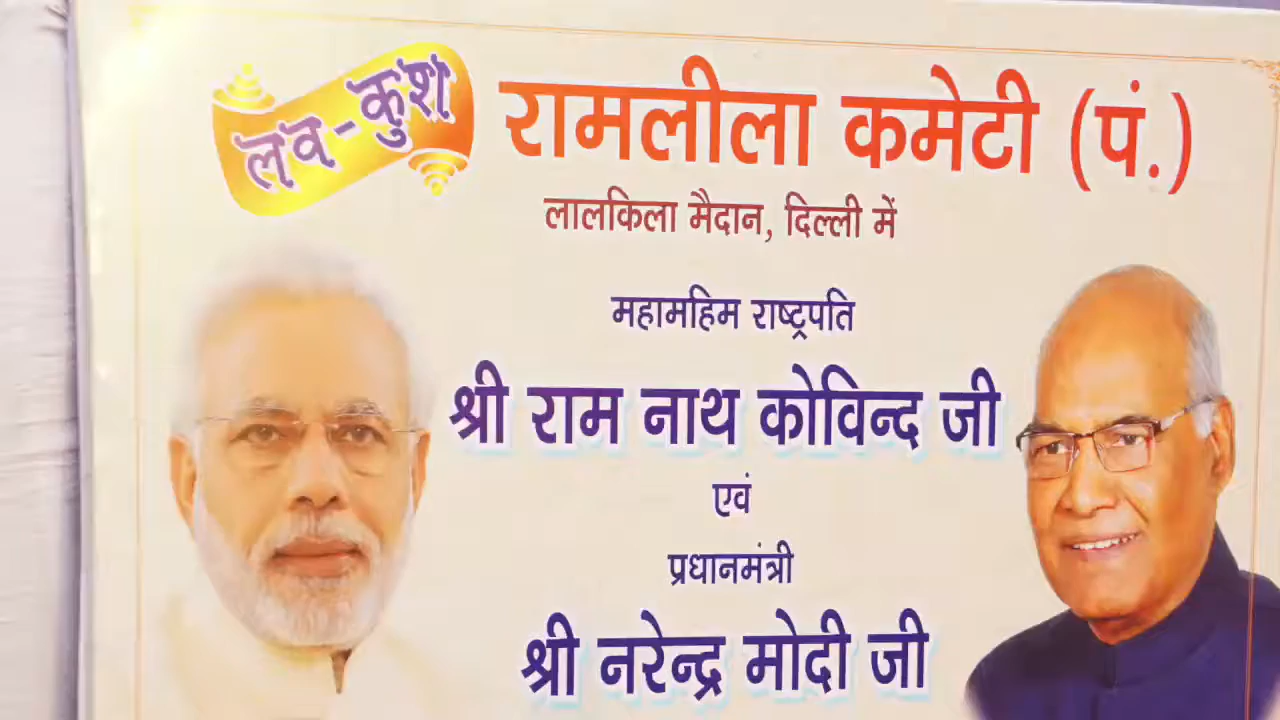 लव-कुश रामलीला कमेटी (पं.)
लालकिला मैदान, दिल्ली में
महामहिम राष्ट्रपति
श्री राम नाथ कोविन्द जी
एवं
प्रधानमंत्री
श्री नरेन्द्र मोदी जी